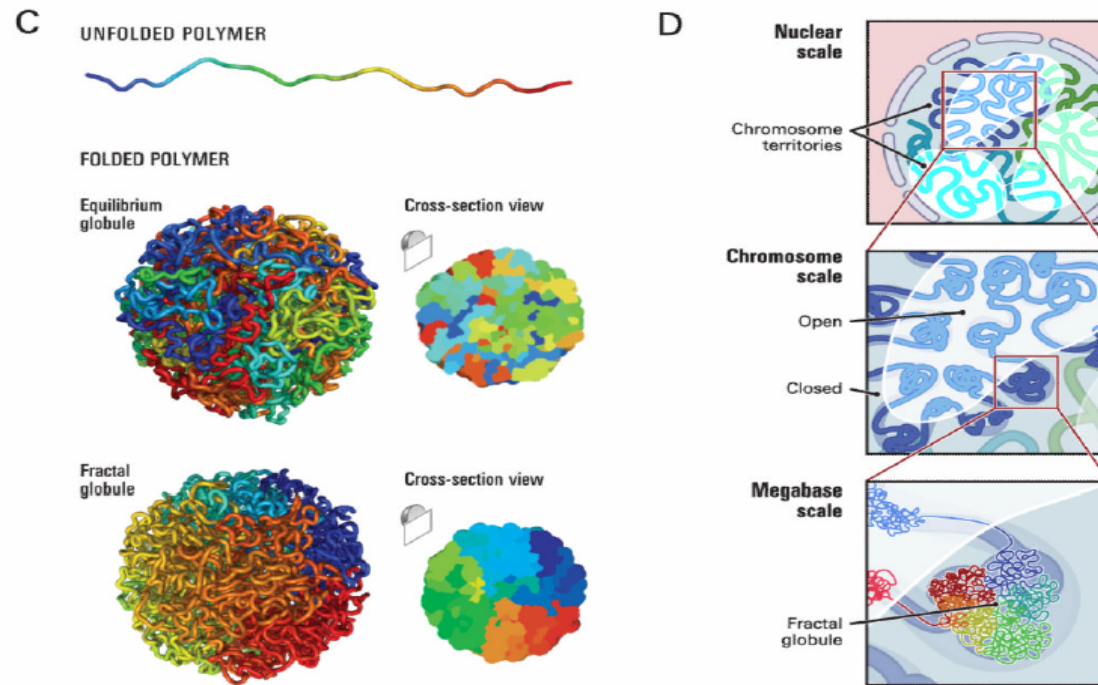 C
UNFOLDED POLYMER
FOLDED POLYMER
Equilibrium
globule
Cross-section view
Fractal
globule
Cross-section view
D
Nuclear
scale
Chromosome
territories
Chromosome
scale
Open
Closed
Megabase
scale
Fractal
globule